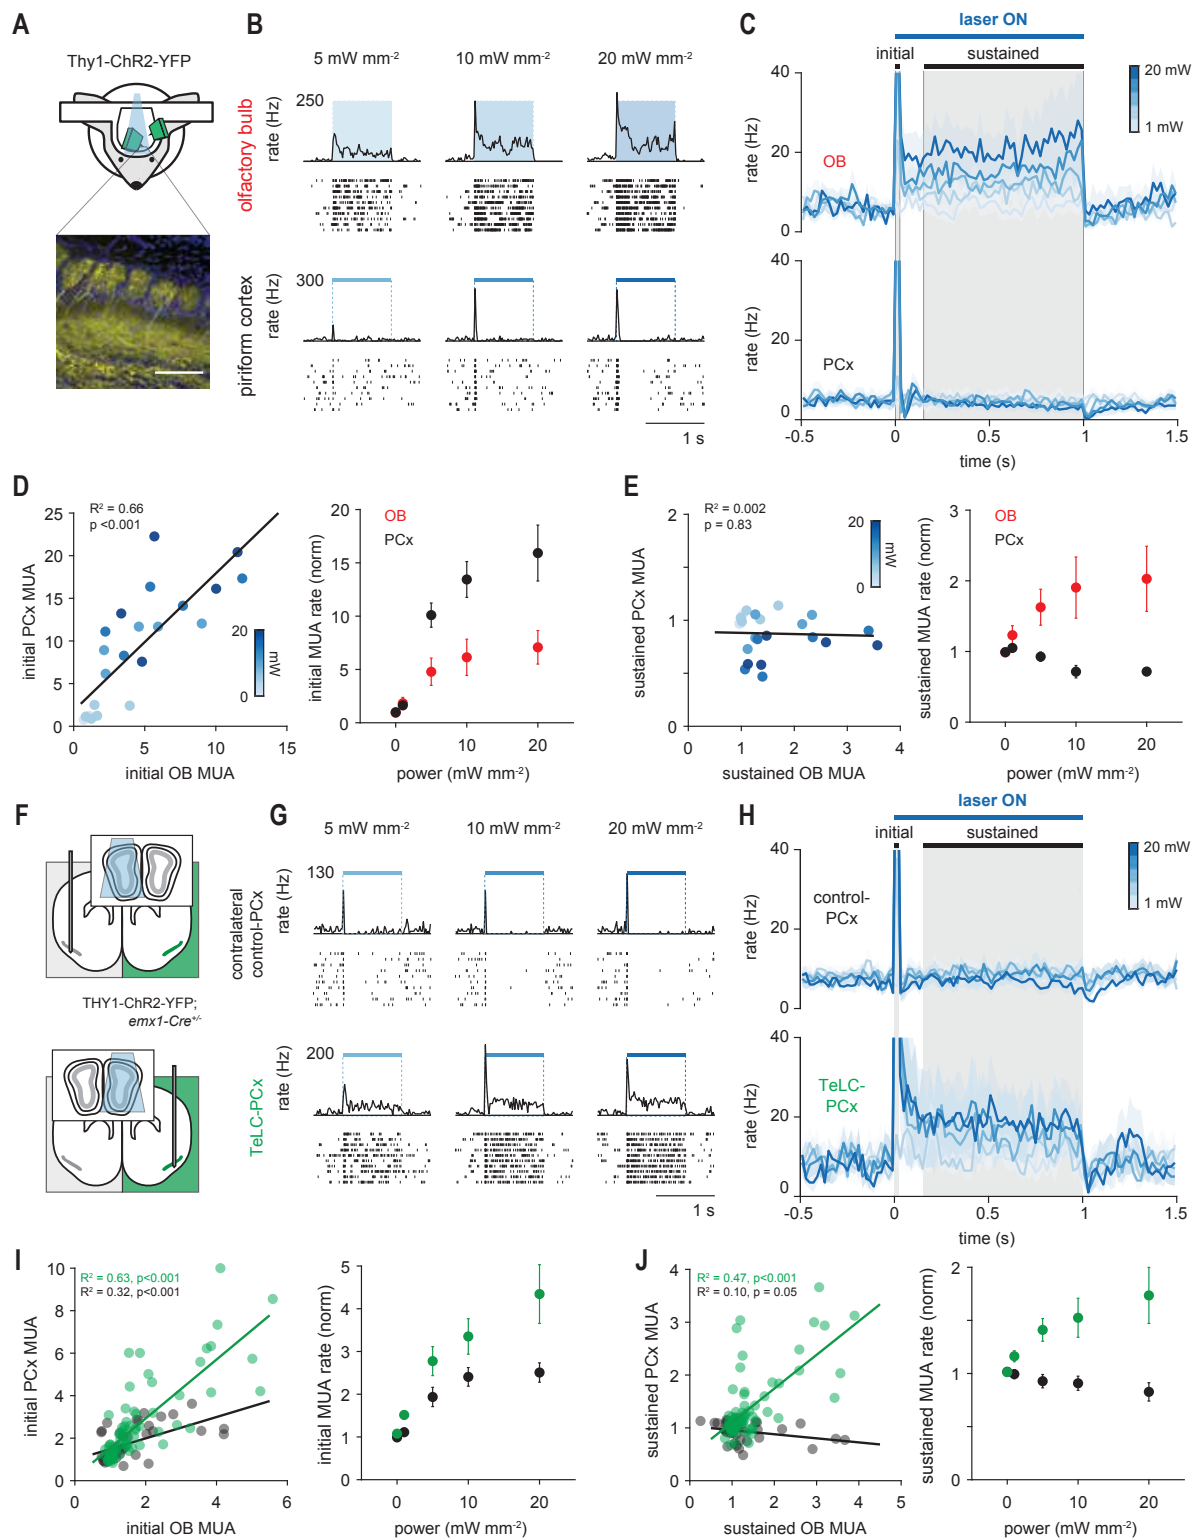 A
Thy1-ChR2-YFP
B
5 mW mm-2
10 mW mm-2
20 mW mm-2
olfactory bulb
rate (Hz)
250
piriform cortex
rate (Hz)
300
1 s
C
laser ON
initial
sustained
20 mW
1 mW
40
20
0
rate (Hz)
OB
40
20
0
rate (Hz)
PCx
-0.5
0
0.5
1
1.5
time (s)
D
R2 = 0.66
p <0.001
25
20
15
10
5
0
initial PCx MUA
20
0
mW
0
5
10
15
initial OB MUA
OB
PCx
20
15
10
5
0
initial MUA rate (norm)
0
10
20
power (mW mm-2)
E
R2 = 0.002
p = 0.83
2
1
0
sustained PCx MUA
20
0
mW
0
1
2
3
4
sustained OB MUA
OB
PCx
3
2
1
0
sustained MUA rate (norm)
0
10
20
power (mW mm-2)
F
THY1-ChR2-YFP;
emx1-Cre+/-
G
5 mW mm-2
10 mW mm-2
20 mW mm-2
contralateral
control-PCx
rate (Hz)
130
TeLC-PCx
rate (Hz)
200
1 s
H
laser ON
initial
sustained
20 mW
1 mW
40
20
0
rate (Hz)
control-
PCx
40
20
0
rate (Hz)
TeLC-
PCx
-0.5
0
0.5
1
1.5
time (s)
I
R2 = 0.63, p<0.001
R2 = 0.32, p<0.001
10
8
6
4
2
0
initial PCx MUA
0
2
4
6
initial OB MUA
5
4
3
2
1
0
initial MUA rate (norm)
0
10
20
power (mW mm-2)
J
R2 = 0.47, p<0.001
R2 = 0.10, p = 0.05
4
3
2
1
0
sustained PCx MUA
0
1
2
3
4
5
sustained OB MUA
2
1
0
sustained MUA rate (norm)
0
10
20
power (mW mm-2)